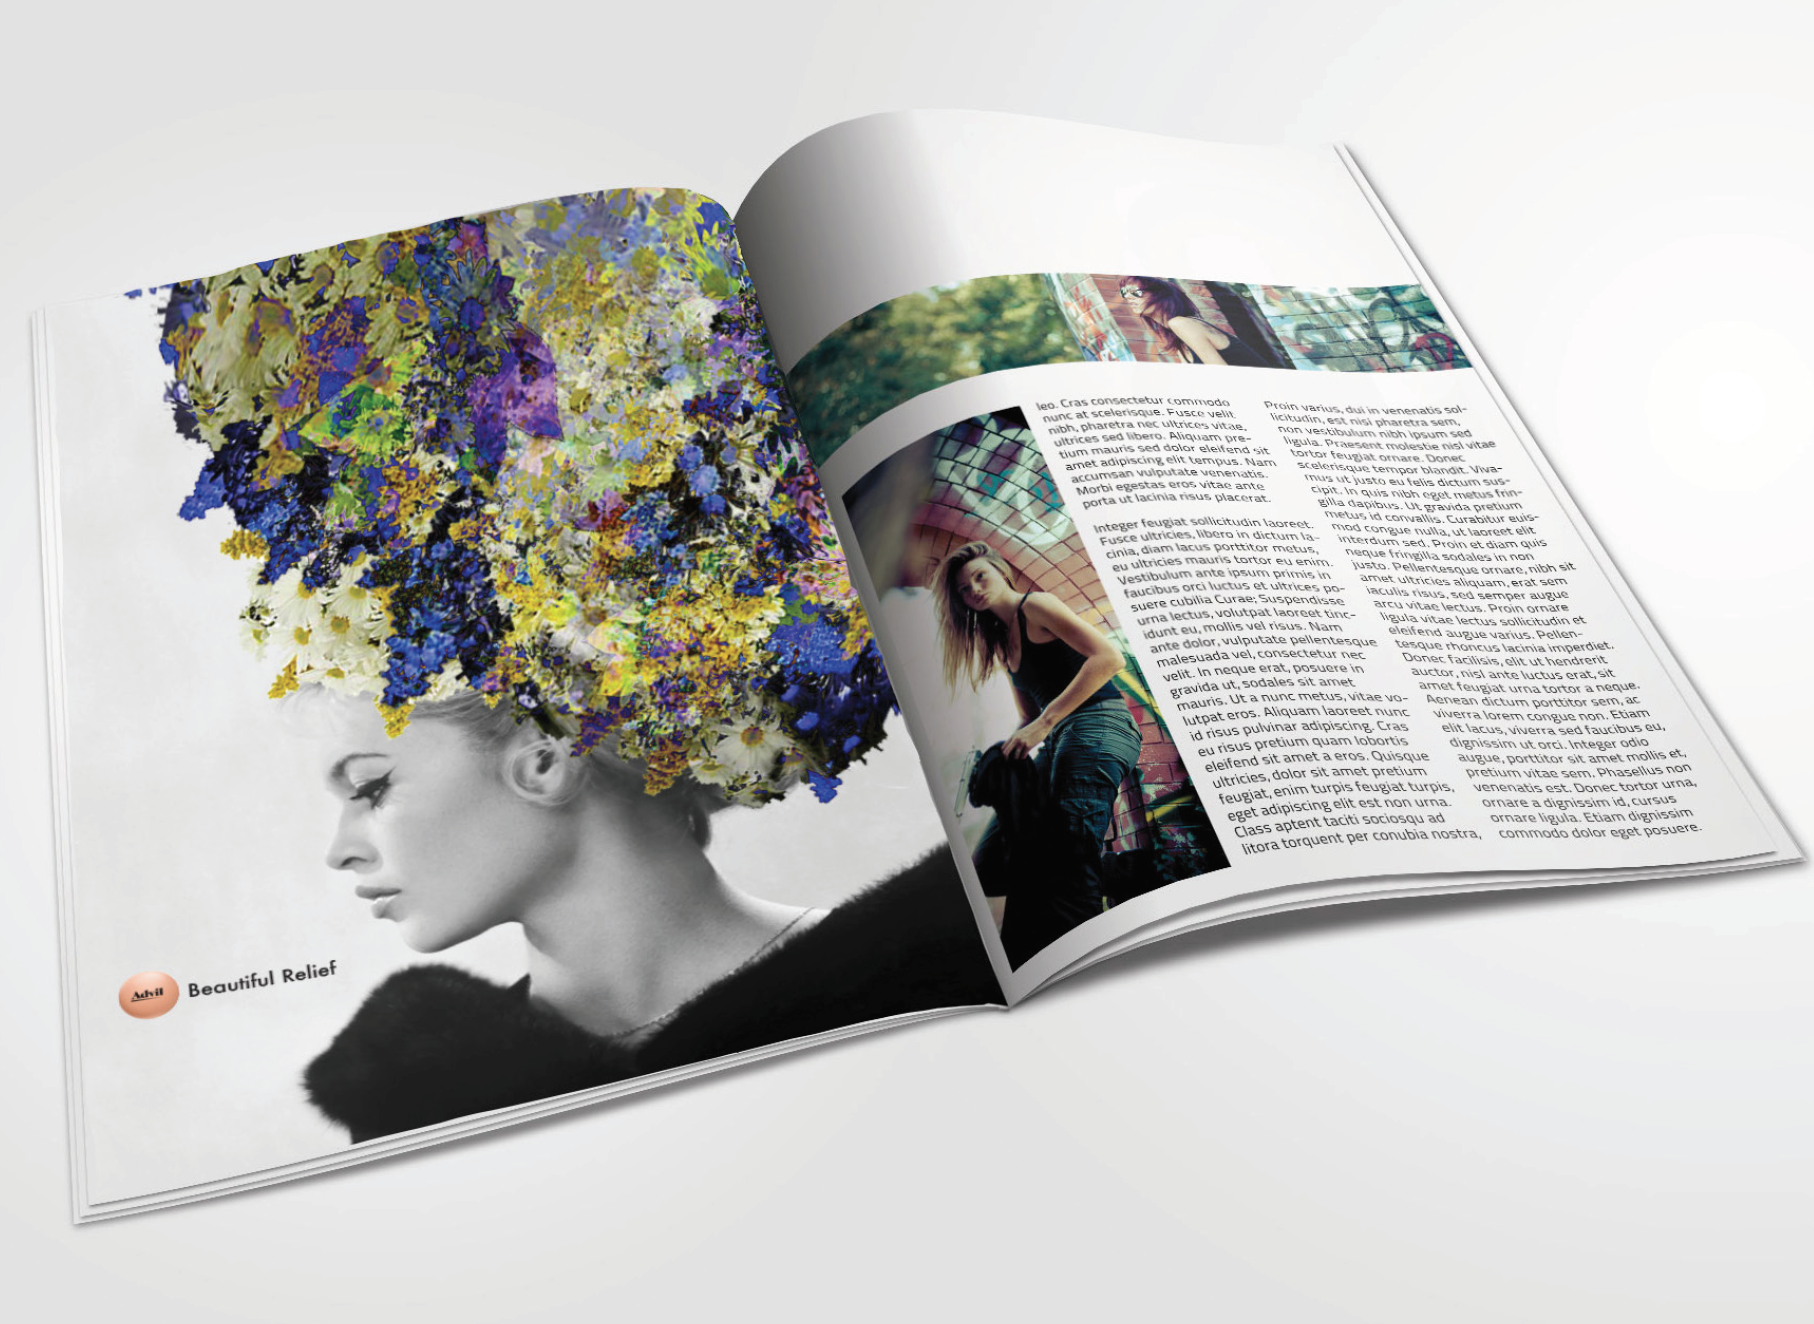 Advil
Beautiful Relief
leo. Cras consectetur commodo
nunc at scelerisque. Fusce velit
nibh, pharetra nec ultrices vitae,
ultrices sed libero. Aliquam pre-
tium mauris sed dolor eleifend sit
amet adipiscing elit tempus. Nam
accumsan vulputate venenatis.
Morbi egestas eros vitae ante
porta ut lacinia risus placerat.
Integer feugiat sollicitudin laoreet.
Fusce ultricies, libero in dictum la-
cinia, diam lacus porttitor metus,
eu ultricies mauris tortor eu enim.
Vestibulum ante ipsum primis in
faucibus orci luctus et ultrices po-
suere cubilia Curae; Suspendisse
urna lectus, volutpat laoreet tinc-
idunt eu, mollis vel risus. Nam
ante dolor, vulputate pellentesque
malesuada vel, consectetur nec
velit. In neque erat, posuere in
gravida ut, sodales sit amet
mauris. Ut a nunc metus, vitae vo-
lutpat eros. Aliquam laoreet nunc
id risus pulvinar adipiscing. Cras
eu risus pretium quam lobortis
eleifend sit amet a eros. Quisque
ultricies, dolor sit amet pretium
feugiat, enim turpis feugiat turpis,
eget adipiscing elit est non urna.
Class aptent taciti sociosqu ad
litora torquent per conubia nostra,
Proin varius, dui in venenatis sol-
licitudin, est nisi pharetra sem,
non vestibulum nibh ipsum sed
ligula. Praesent molestie nisl vitae
tortor feugiat ornare. Donec
scelerisque tempor blandit. Viva-
mus ut justo eu felis dictum sus-
cipit. In quis nibh eget metus frin-
gilla dapibus. Ut gravida pretium
metus id convallis. Curabitur euis-
mod congue nulla, ut laoreet elit
interdum sed. Proin et diam quis
neque fringilla sodales in non
justo. Pellentesque ornare, nibh sit
amet ultricies aliquam, erat sem
iaculis risus, sed semper augue
arcu vitae lectus. Proin ornare
ligula vitae lectus sollicitudin et
eleifend augue varius. Pellen-
tesque rhoncus lacinia imperdiet.
Donec facilisis, elit ut hendrerit
auctor, nisl ante luctus erat, sit
amet feugiat urna tortor a neque.
Aenean dictum porttitor sem, ac
viverra lorem congue non. Etiam
elit lacus, viverra sed faucibus eu,
dignissim ut orci. Integer odio
augue, porttitor sit amet mollis et,
pretium vitae sem. Phasellus non
venenatis est. Donec tortor urna,
ornare a dignissim id, cursus
ornare ligula. Etiam dignissim
commodo dolor eget posuere.